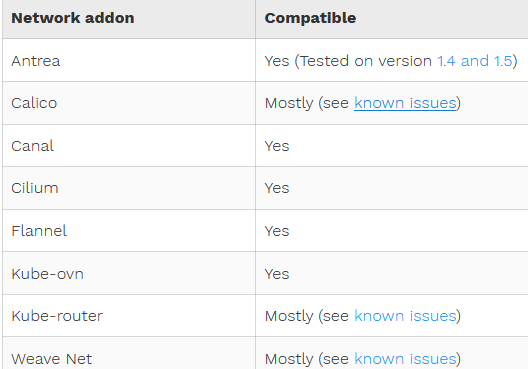 Network addon Compatible
Antrea Yes (Tested on version 1.4 and 1.5)
Calico Mostly (see known issues)
Canal Yes
Cilium Yes
Flannel Yes
Kube-ovn Yes
Kube-router Mostly (see known issues)
Weave Net Mostly (see known issues)